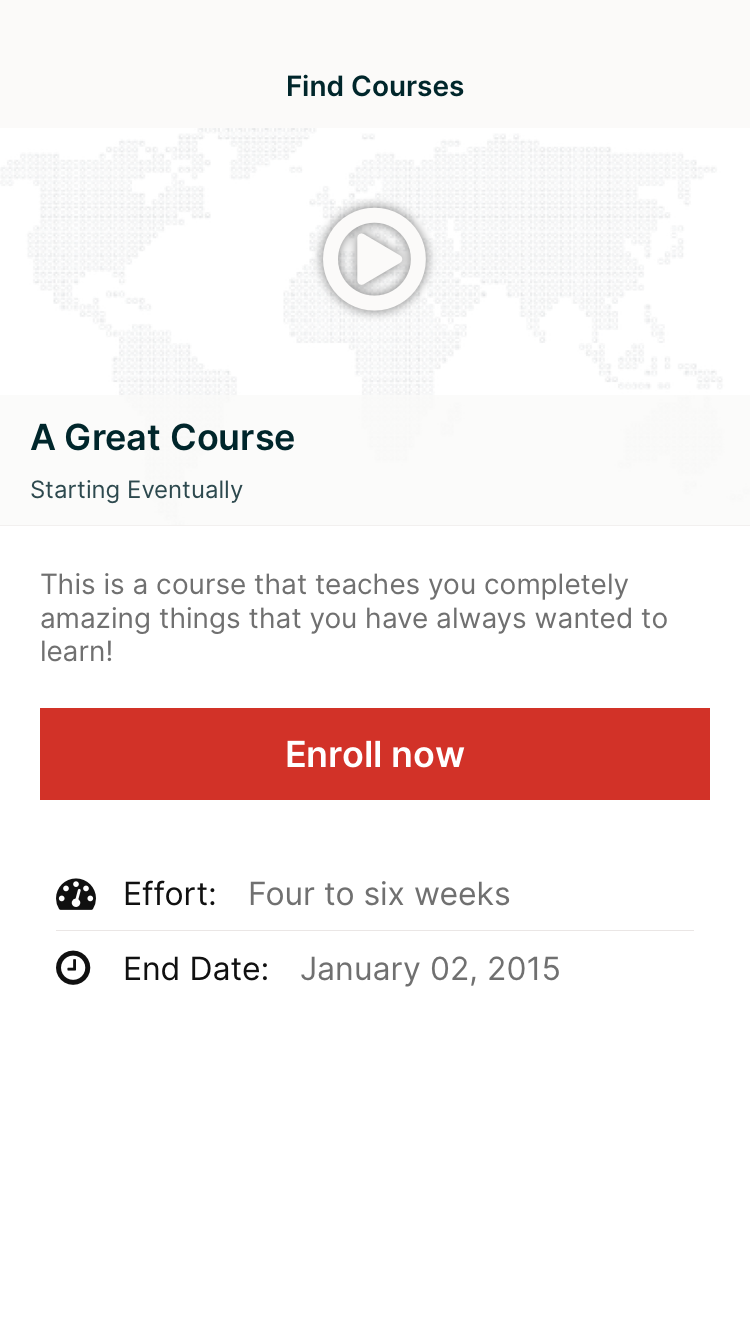 Find Courses
A Great Course
Starting Eventually
This is a course that teaches you completely
amazing things that you have always wanted to
learn!
Enroll now
Effort: Four to six weeks
End Date: January 02, 2015